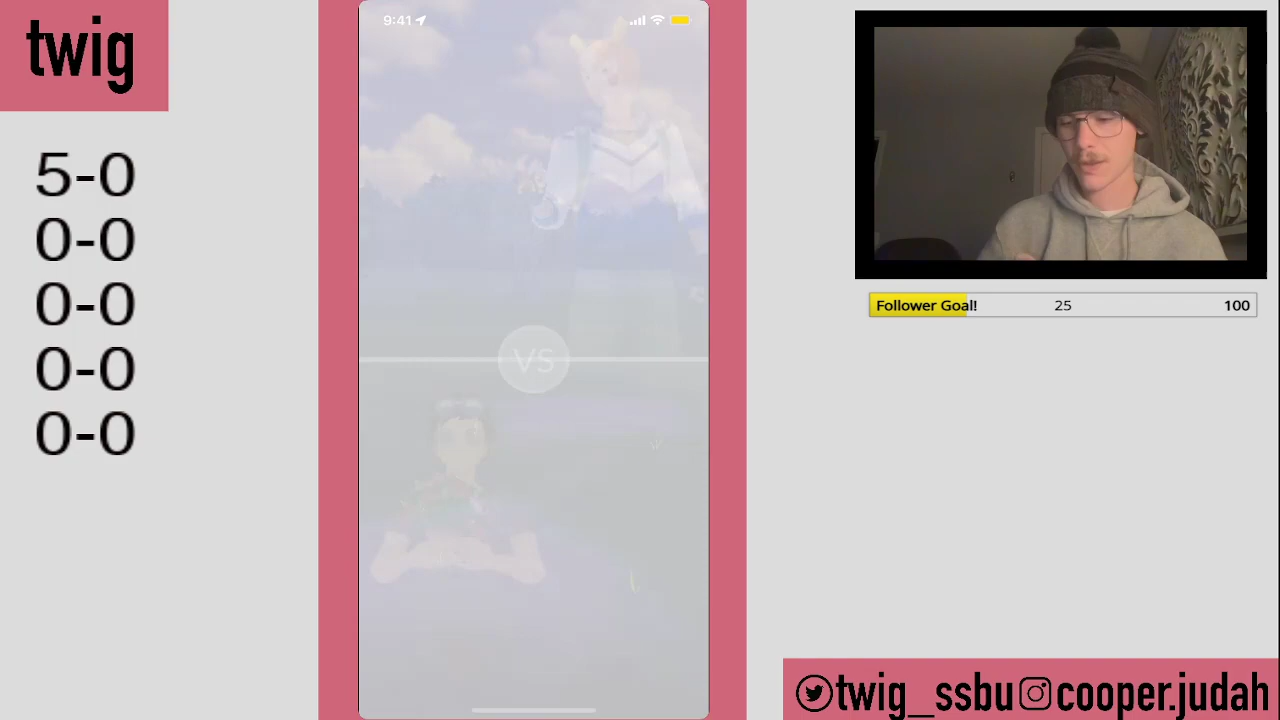 twig
5-0
0-0
0-0
0-0
0-0
9:41
VS
Follower Goal! 25 100
twig_ssbu cooper.judah